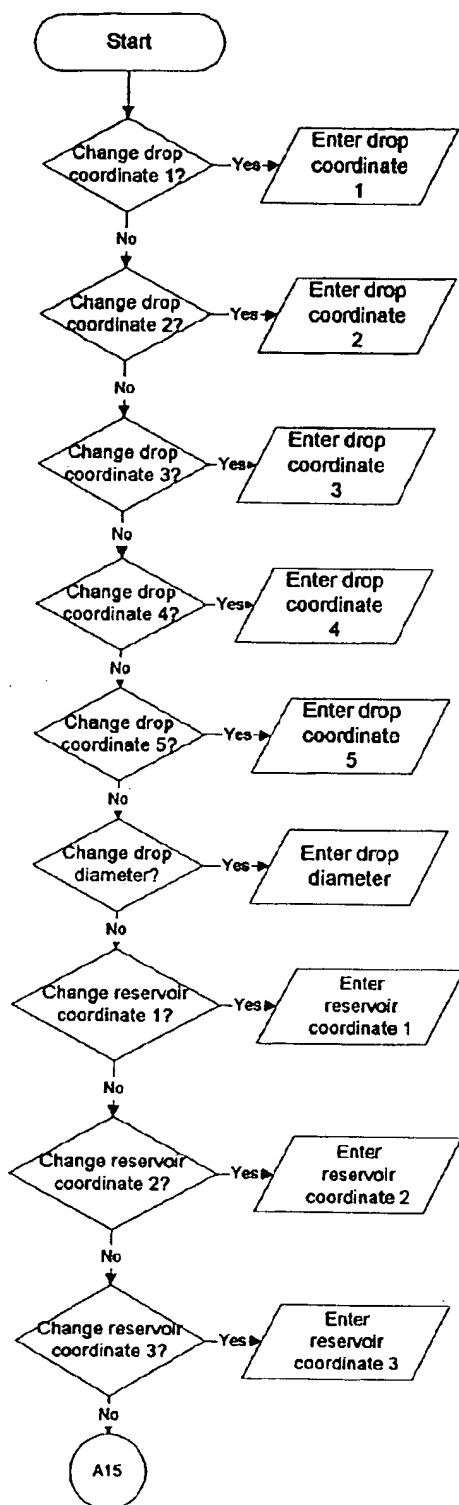 Start
Change drop
coordinate 1?
Yes
Enter drop
coordinate
1
No
Change drop
coordinate 2?
Yes
Enter drop
coordinate
2
No
Change drop
coordinate 3?
Yes
Enter drop
coordinate
3
No
Change drop
coordinate 4?
Yes
Enter drop
coordinate
4
No
Change drop
coordinate 5?
Yes
Enter drop
coordinate
5
No
Change drop
diameter?
Yes
Enter drop
diameter
No
Change reservoir
coordinate 1?
Yes
Enter
reservoir
coordinate 1
No
Change reservoir
coordinate 2?
Yes
Enter
reservoir
coordinate 2
No
Change reservoir
coordinate 3?
Yes
Enter
reservoir
coordinate 3
No
A15